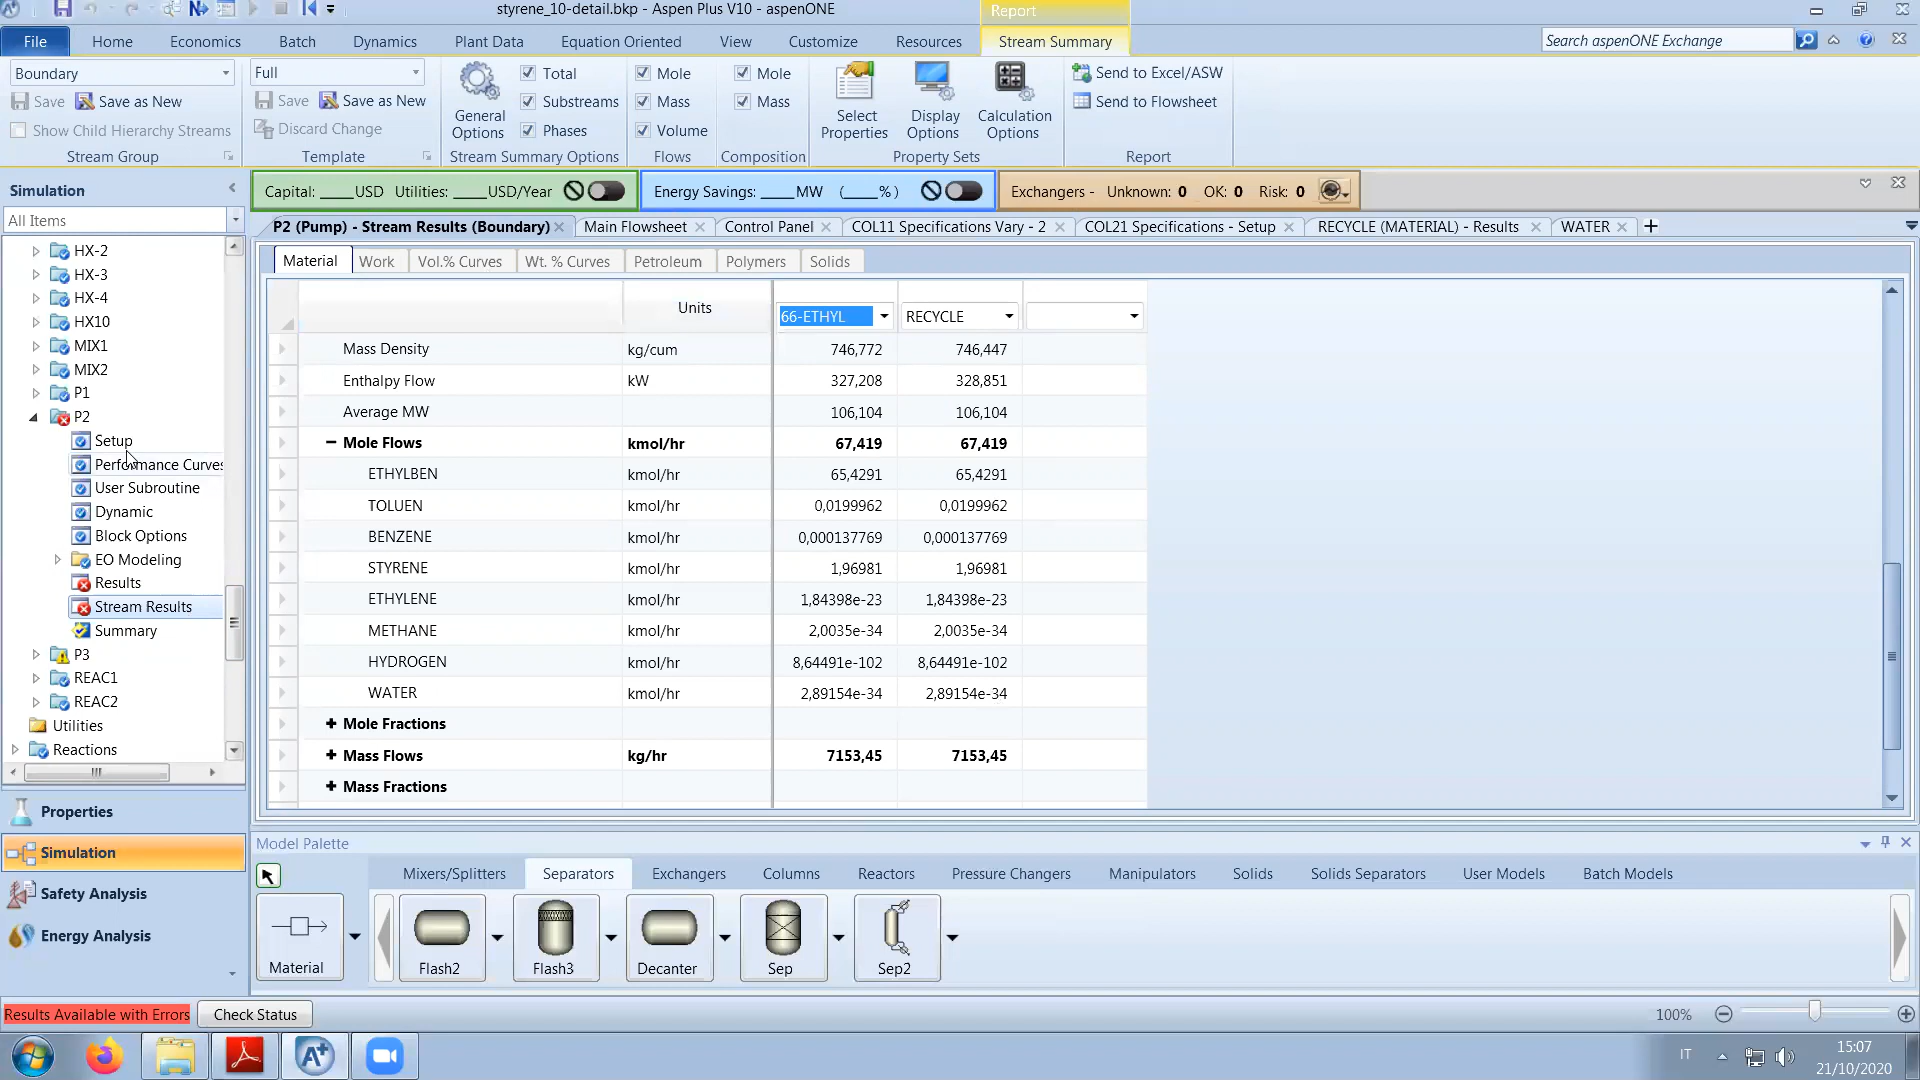 styrene_10-detail.bkp - Aspen Plus V10 - aspenONE
Report
File Home Economics Batch Dynamics Plant Data Equation Oriented View Customize Resources Stream Summary Search aspenONE Exchange
Boundary
Save Save as New
Show Child Hierarchy Streams
Stream Group
Full
Save Save as New
Discard Change
Template
General Options
Total
Substreams
Phases
Stream Summary Options
Mole
Mass
Volume
Flows
Mole
Mass
Composition
Select Properties
Display Options
Calculation Options
Property Sets
Send to Excel/ASW
Send to Flowsheet
Report
Simulation
All Items
Capital: ____USD Utilities: ____USD/Year
Energy Savings: ____MW (____%)
Exchangers - Unknown: 0 OK: 0 Risk: 0
P2 (Pump) - Stream Results (Boundary) Main Flowsheet Control Panel COL11 Specifications Vary - 2 COL21 Specifications - Setup RECYCLE (MATERIAL) - Results WATER
Material Work Vol.% Curves Wt. % Curves Petroleum Polymers Solids
HX-2
HX-3
HX-4
HX10
MIX1
MIX2
P1
P2
Setup
Performance Curves
User Subroutine
Dynamic
Block Options
EO Modeling
Results
Stream Results
Summary
P3
REAC1
REAC2
Utilities
Reactions
Properties
Simulation
Safety Analysis
Energy Analysis
Units 66-ETHYL RECYCLE
Mass Density kg/cum 746,772 746,447
Enthalpy Flow kW 327,208 328,851
Average MW 106,104 106,104
Mole Flows kmol/hr 67,419 67,419
ETHYLBEN kmol/hr 65,4291 65,4291
TOLUEN kmol/hr 0,0199962 0,0199962
BENZENE kmol/hr 0,000137769 0,000137769
STYRENE kmol/hr 1,96981 1,96981
ETHYLENE kmol/hr 1,84398e-23 1,84398e-23
METHANE kmol/hr 2,0035e-34 2,0035e-34
HYDROGEN kmol/hr 8,64491e-102 8,64491e-102
WATER kmol/hr 2,89154e-34 2,89154e-34
Mole Fractions
Mass Flows kg/hr 7153,45 7153,45
Mass Fractions
Model Palette
Mixers/Splitters Separators Exchangers Columns Reactors Pressure Changers Manipulators Solids Solids Separators User Models Batch Models
Material Flash2 Flash3 Decanter Sep Sep2
Results Available with Errors Check Status 100%
IT 15:07
21/10/2020